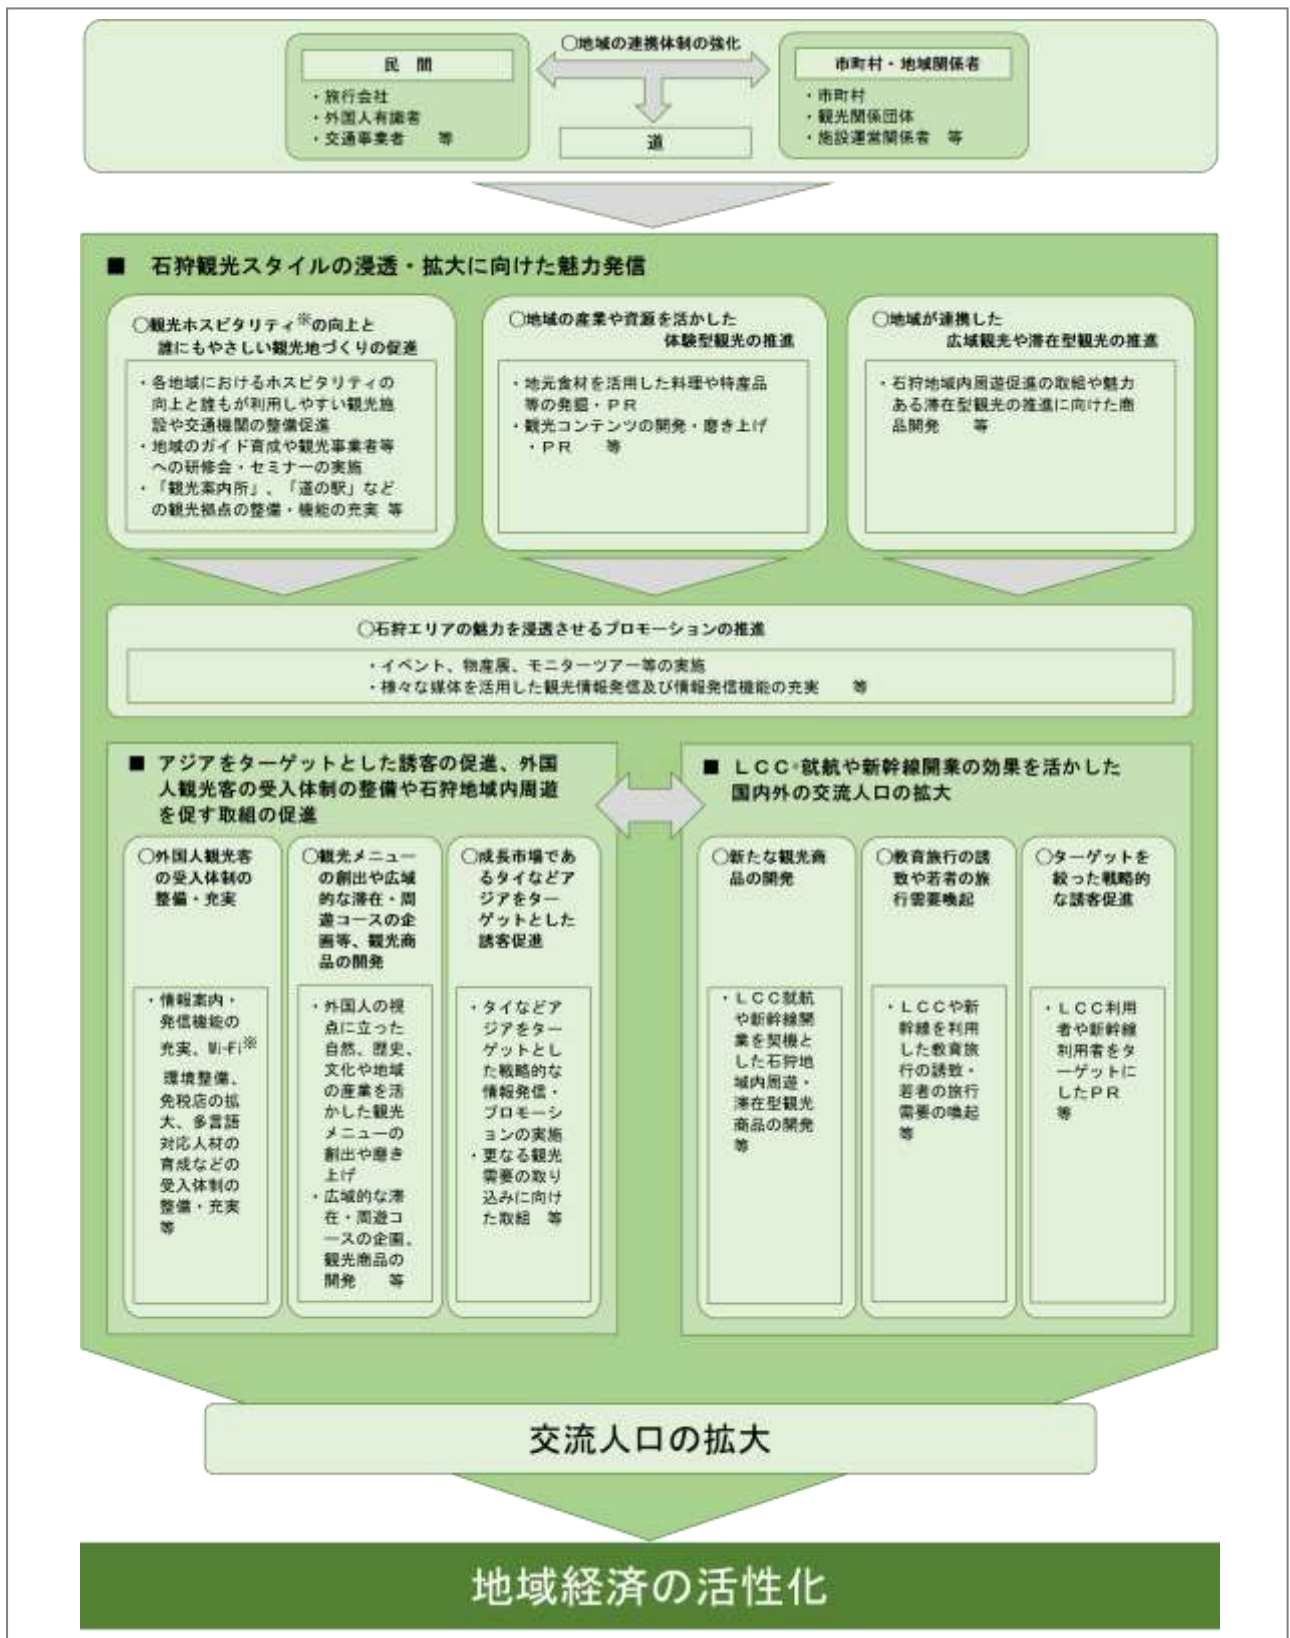 ○地域の連携体制の強化
民　間
・旅行会社
・外国人有識者
・交通事業者　等
道
市町村・地域関係者
・市町村
・観光関係団体
・施設運営関係者　等
■　石狩観光スタイルの浸透・拡大に向けた魅力発信
○観光ホスピタリティ※の向上と
誰にもやさしい観光地づくりの促進
・各地域におけるホスピタリティの
向上と誰もが利用しやすい観光施
設や交通機関の整備促進
・地域のガイド育成や観光事業者等
への研修会・セミナーの実施
・「観光案内所」、「道の駅」など
の観光拠点の整備・機能の充実 等
○地域の産業や資源を活かした
体験型観光の推進
・地元食材を活用した料理や特産品
等の発掘・ＰＲ
・観光コンテンツの開発・磨き上げ
・ＰＲ　　等
○地域が連携した
広域観光や滞在型観光の推進
・石狩地域内周遊促進の取組や魅力
ある滞在型観光の推進に向けた商
品開発　　等
○石狩エリアの魅力を浸透させるプロモーションの推進
・イベント、物産展、モニターツアー等の実施
・様々な媒体を活用した観光情報発信及び情報発信機能の充実　　等
■ アジアをターゲットとした誘客の促進、外国
人観光客の受入体制の整備や石狩地域内周遊
を促す取組の促進
○外国人観光客
の受入体制の
整備・充実
・情報案内・
発信機能の
充実、Wi-Fi※
環境整備、
免税店の拡
大、多言語
対応人材の
育成などの
受入体制の
整備・充実
等
○観光メニュー
の創出や広域
的な滞在・周
遊コースの企
画等、観光商
品の開発
・外国人の視
点に立った
自然、歴史、
文化や地域
の産業を活
かした観光
メニューの
創出や磨き
上げ
・広域的な滞
在・周遊コ
ースの企画、
観光商品の
開発　　等
○成長市場であ
るタイなどア
ジアをター
ゲットとした
誘客促進
・タイなどア
ジアをター
ゲットとし
た戦略的な
情報発信・
プロモーシ
ョンの実施
・更なる観光
需要の取り
込みに向け
た取組　等
■ ＬＣＣ※就航や新幹線開業の効果を活かした
国内外の交流人口の拡大
○新たな観光商
品の開発
・ＬＣＣ就航
や新幹線開
業を契機と
した石狩地
域内周遊・
滞在型観光
商品の開発
等
○教育旅行の誘
致や若者の旅
行需要喚起
・ＬＣＣや新
幹線を利用
した教育旅
行の誘致・
若者の旅行
需要の喚起
等
○ターゲットを
絞った戦略的
な誘客促進
・ＬＣＣ利用
者や新幹線
利用者をタ
ーゲットに
したＰＲ
等
交流人口の拡大
地域経済の活性化